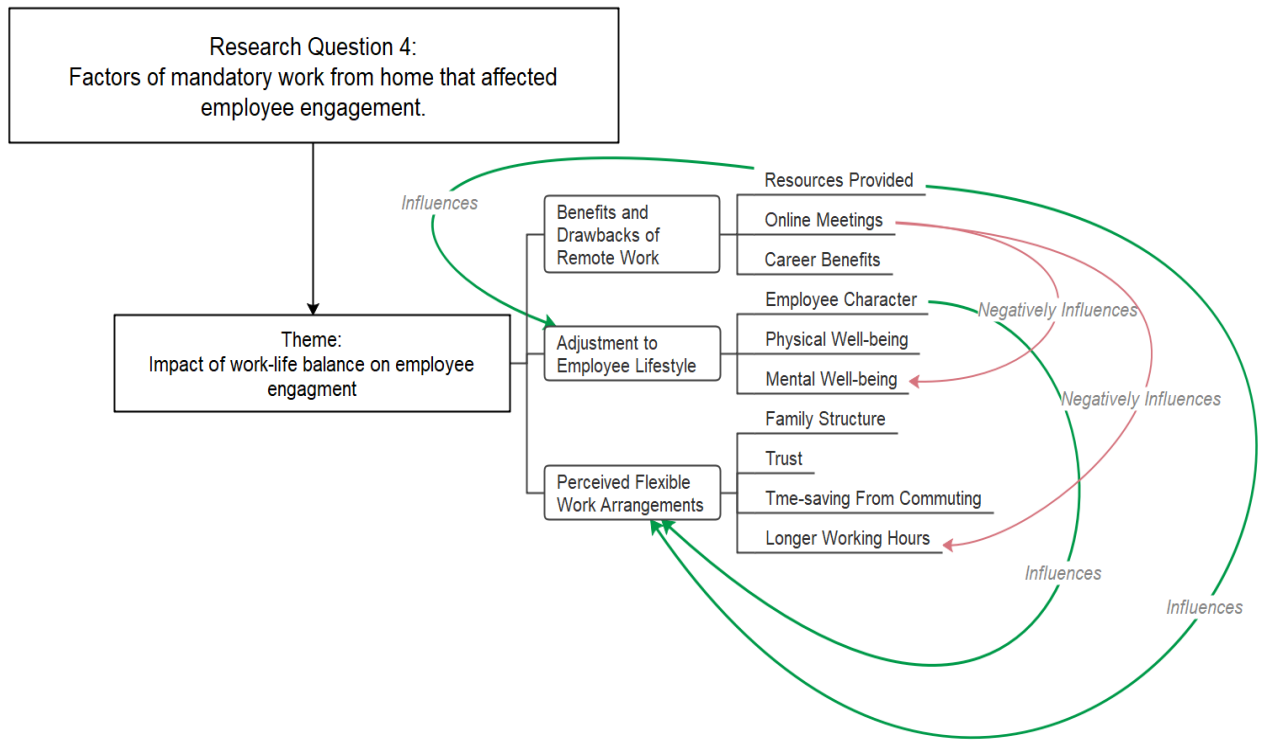 Research Question 4:
Factors of mandatory work from home that affected
employee engagement.
Influences
Resources Provided
Benefits and
Drawbacks of
Remote Work
Online Meetings
Career Benefits
Employee Character
Negatively Influences
Theme:
Impact of work-life balance on employee
engagment
Adjustment to
Employee Lifestyle
Physical Well-being
Mental Well-being
Negatively Influences
Family Structure
Trust
Perceived Flexible
Work Arrangements
Tme-saving From Commuting
Longer Working Hours
Influences
Influences